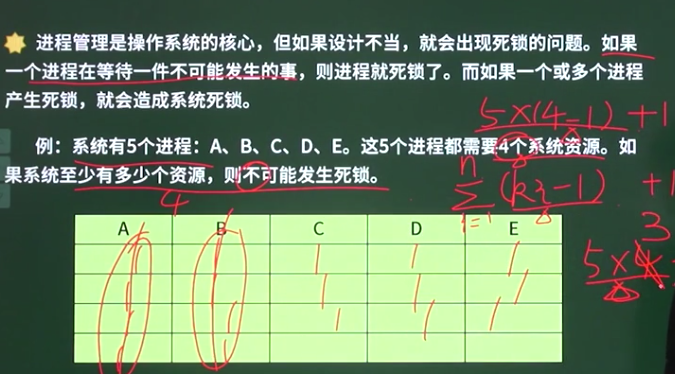 进程管理是操作系统的核心，但如果设计不当，就会出现死锁的问题。如果
一个进程在等待一件不可能发生的事，则进程就死锁了。而如果一个或多个进程
产生死锁，就会造成系统死锁。
5×(4-1)+1
例：系统有5个进程：A、B、C、D、E。这5个进程都需要4个系统资源。如
果系统至少有多少个资源，则不可能发生死锁。
4
n
∑ (ki-1) +1
i=1
A B C D E
3
5×4